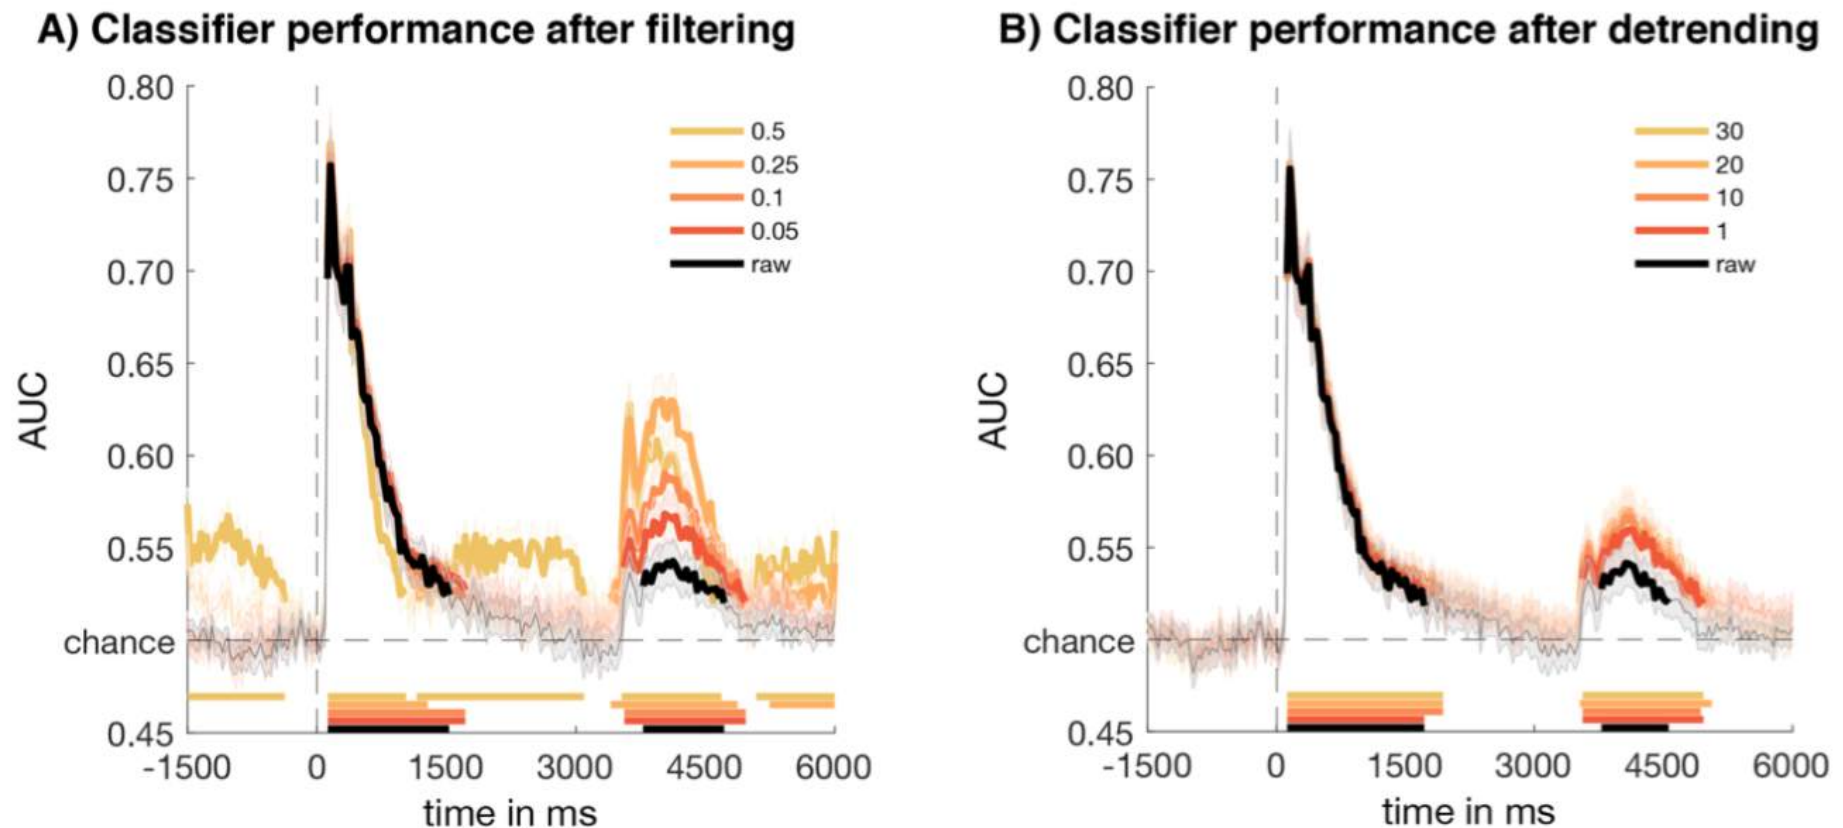 A) Classifier performance after filtering
0.80
0.75
0.70
0.65
0.60
0.55
chance
0.45
AUC
-1500 0 1500 3000 4500 6000
time in ms
0.5
0.25
0.1
0.05
raw
B) Classifier performance after detrending
0.80
0.75
0.70
0.65
0.60
0.55
chance
0.45
AUC
-1500 0 1500 3000 4500 6000
time in ms
30
20
10
1
raw